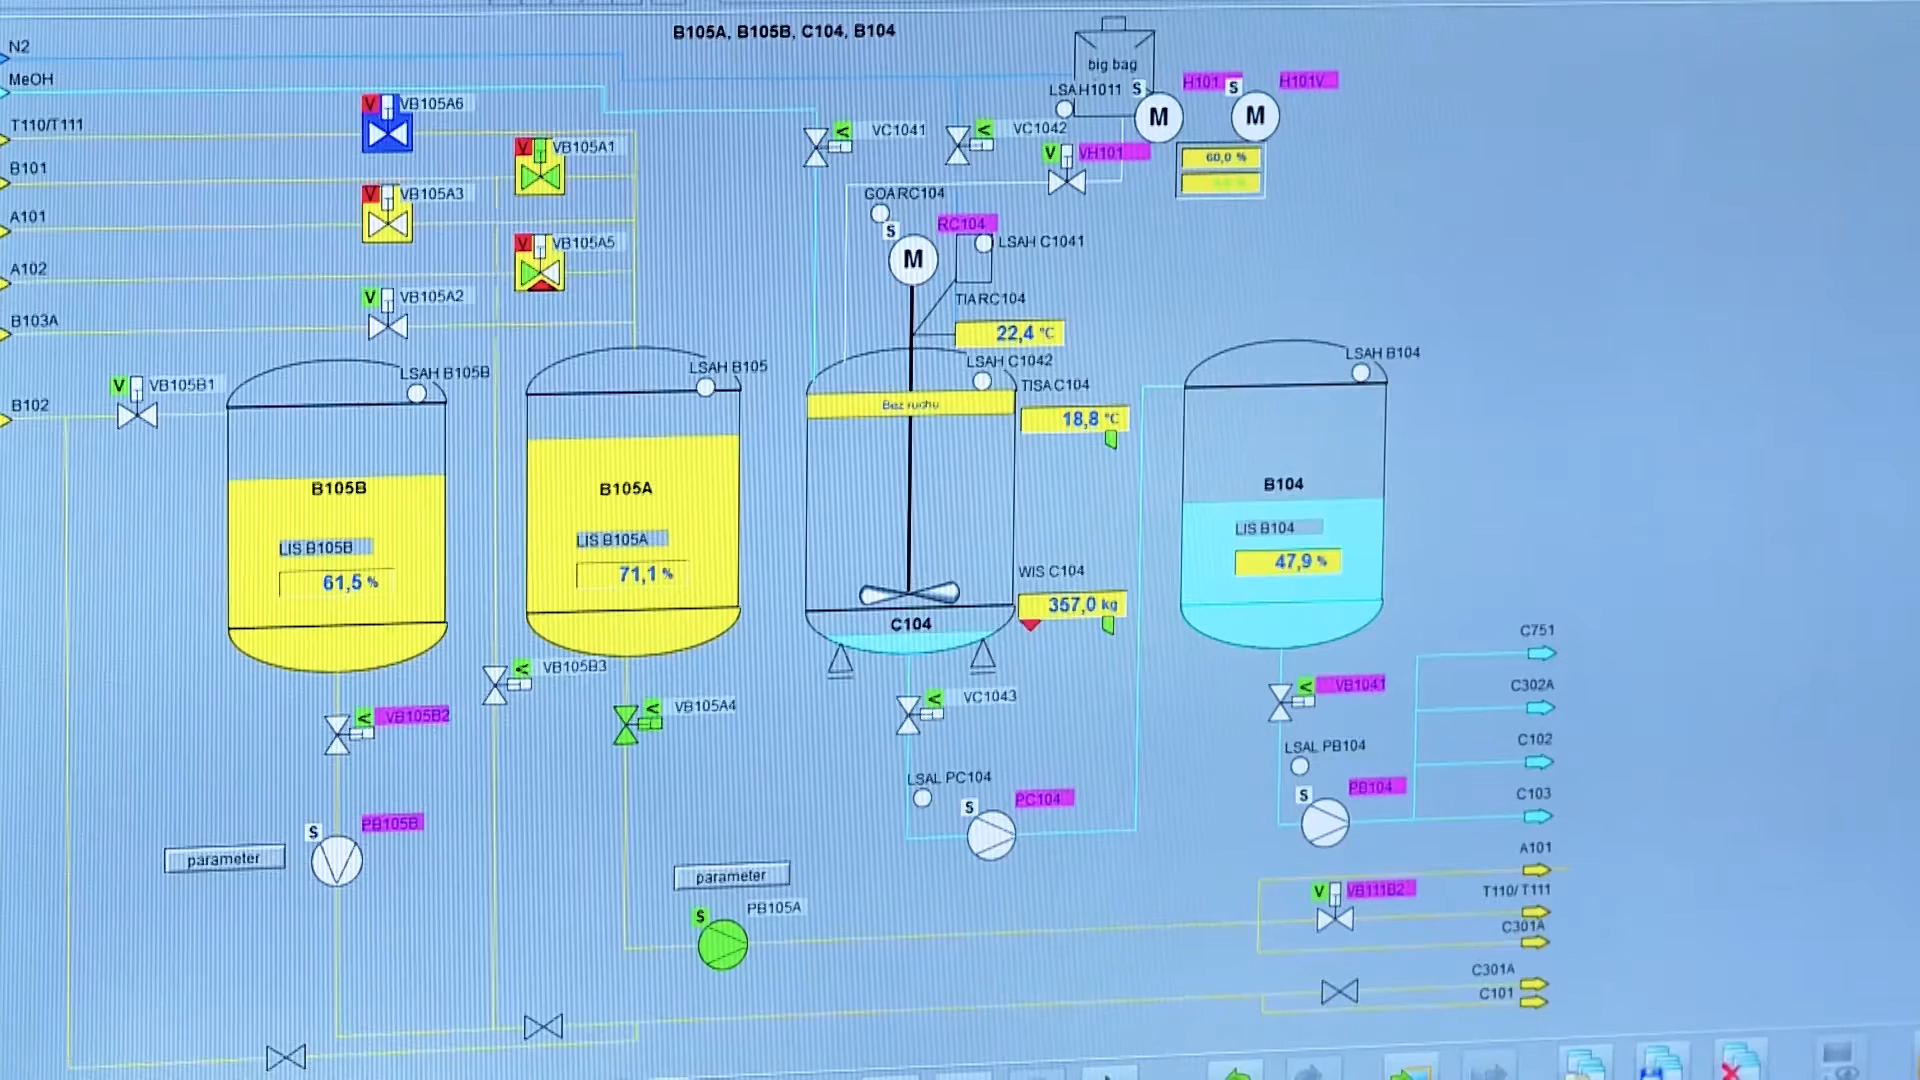 B105A, B105B, C104, B104
N2
MeOH
T110/T111
B101
A101
A102
B103A
B102
VB105A6
VB105A1
VB105A3
VB105A5
VB105A2
VB105B1
V
V
V
V
V
V
big bag
LSAH1011
S
H101
S
H101V
M
M
V
VC1041
V
VC1042
V
VH101
60,0 %
GOARC104
S
RC104
M
LSAH C1041
TIARC104
22,4 °C
LSAH B105B
LSAH B105
LSAH C1042
TISA C104
18,8 °C
LSAH B104
Bez ruchu
B105B
LIS B105B
61,5 %
B105A
LIS B105A
71,1 %
B104
LIS B104
47,9 %
WIS C104
357,0 kg
C104
V
VB105B3
V
VB105B2
V
VB105A4
V
VC1043
V
VB1041
LSAL PC104
S
PC104
LSAL PB104
S
PB104
S
PB105B
parameter
parameter
S
PB105A
C751
C302A
C102
C103
A101
V
VB111B2
T110/ T111
C301A
C301A
C101